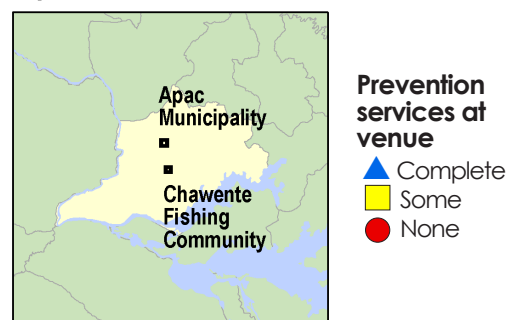 Apac
Municipality
Chawente
Fishing
Community
Prevention
services at
venue
Complete
Some
None